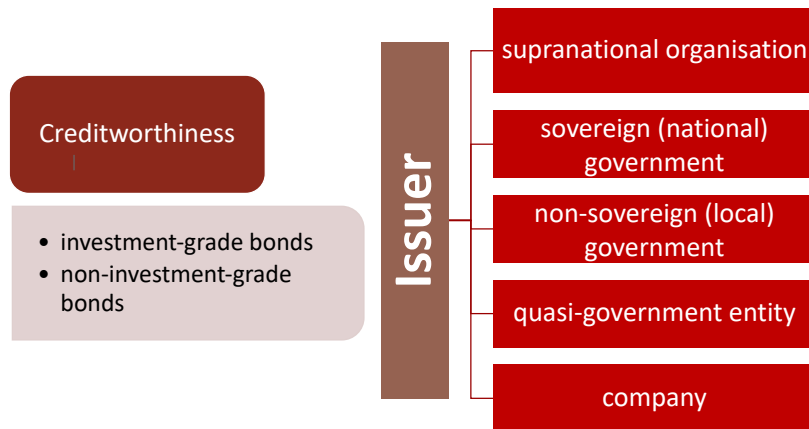 Creditworthiness
• investment-grade bonds
• non-investment-grade
bonds
Issuer
supranational organisation
sovereign (national)
government
non-sovereign (local)
government
quasi-government entity
company